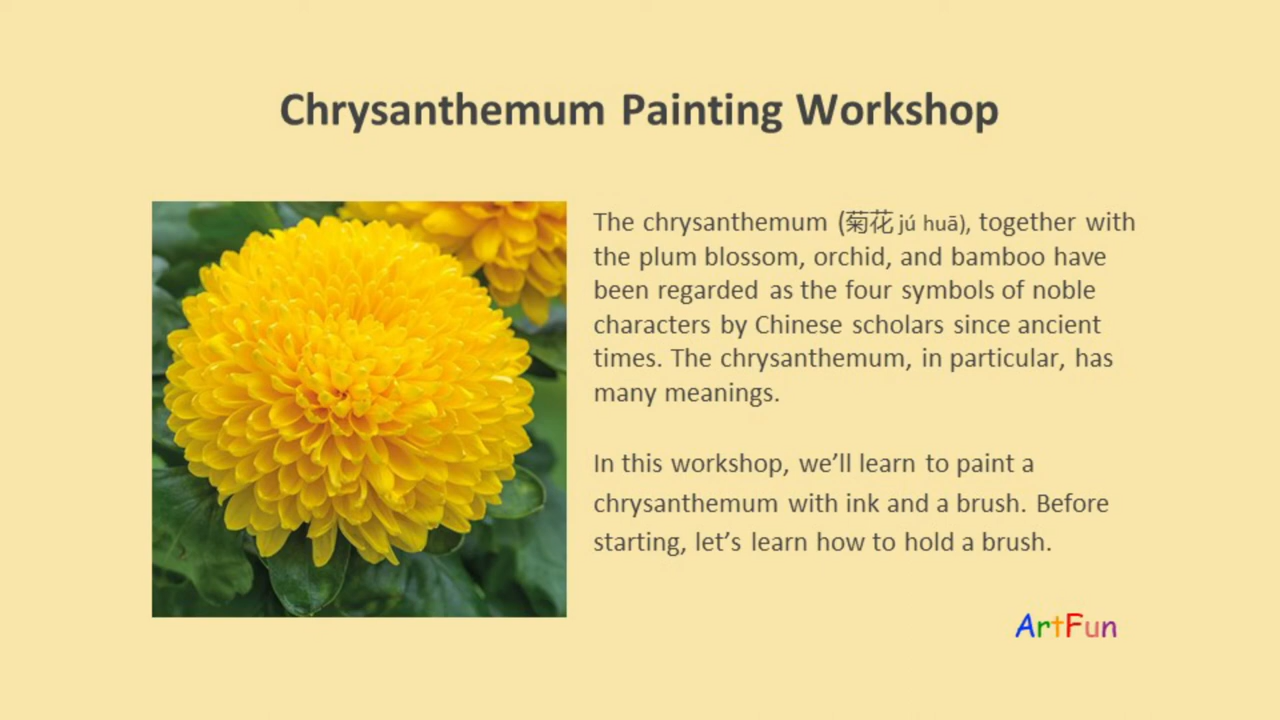 Chrysanthemum Painting Workshop
The chrysanthemum (菊花 jú huā), together with
the plum blossom, orchid, and bamboo have
been regarded as the four symbols of noble
characters by Chinese scholars since ancient
times. The chrysanthemum, in particular, has
many meanings.
In this workshop, we’ll learn to paint a
chrysanthemum with ink and a brush. Before
starting, let’s learn how to hold a brush.
ArtFun